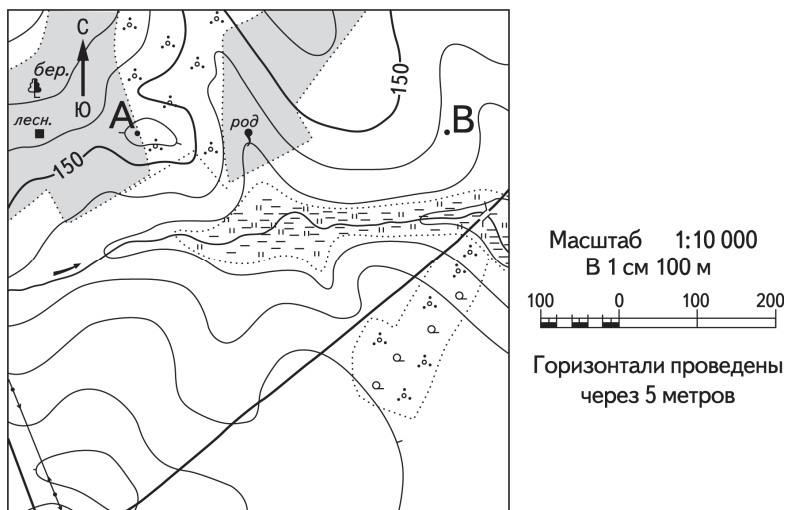 С
бер.
Ю
лесн.
А
род
В
150
150
Масштаб 1:10 000
В 1 см 100 м
100 0 100 200
Горизонтали проведены
через 5 метров